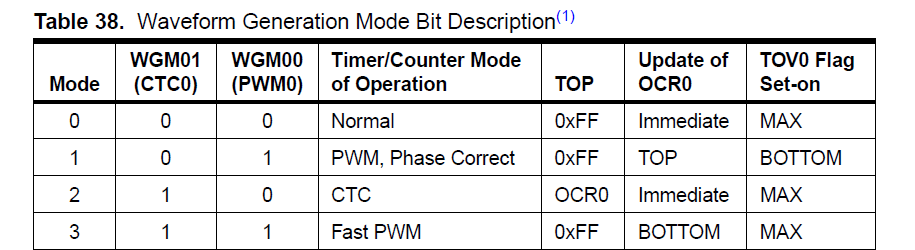 Table 38. Waveform Generation Mode Bit Description(1)
Mode WGM01 (CTC0) WGM00 (PWM0) Timer/Counter Mode of Operation TOP Update of OCR0 TOV0 Flag Set-on
0 0 0 Normal 0xFF Immediate MAX
1 0 1 PWM, Phase Correct 0xFF TOP BOTTOM
2 1 0 CTC OCR0 Immediate MAX
3 1 1 Fast PWM 0xFF BOTTOM MAX